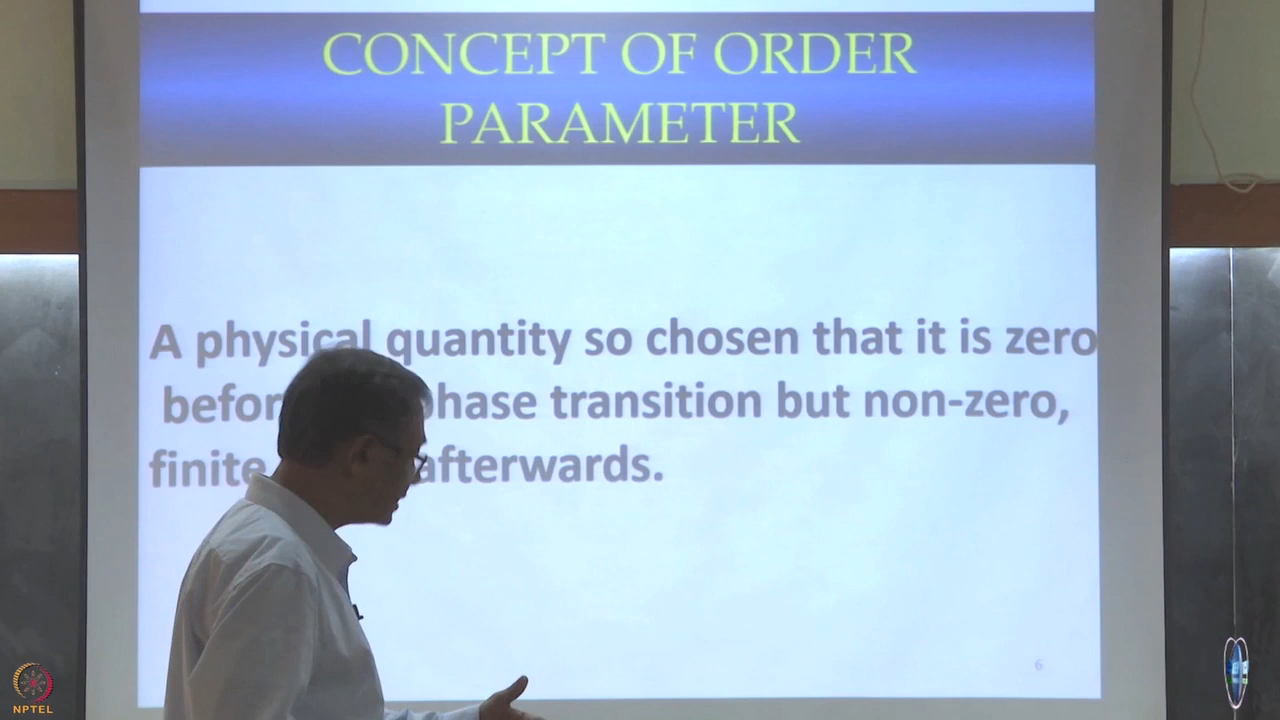 CONCEPT OF ORDER
PARAMETER
A physical quantity so chosen that it is zero
phase transition but non-zero,
finite afterwards.
6
NPTEL